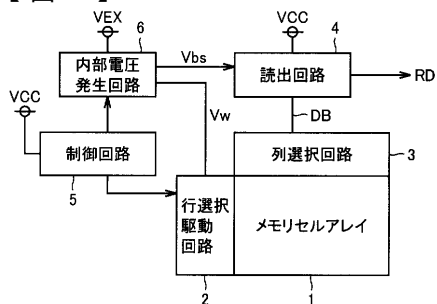 VEX
6
内部電圧
発生回路
Vbs
VCC
4
読出回路
RD
Vw
DB
VCC
制御回路
5
列選択回路
3
行選択
駆動
回路
2
メモリセルアレイ
1